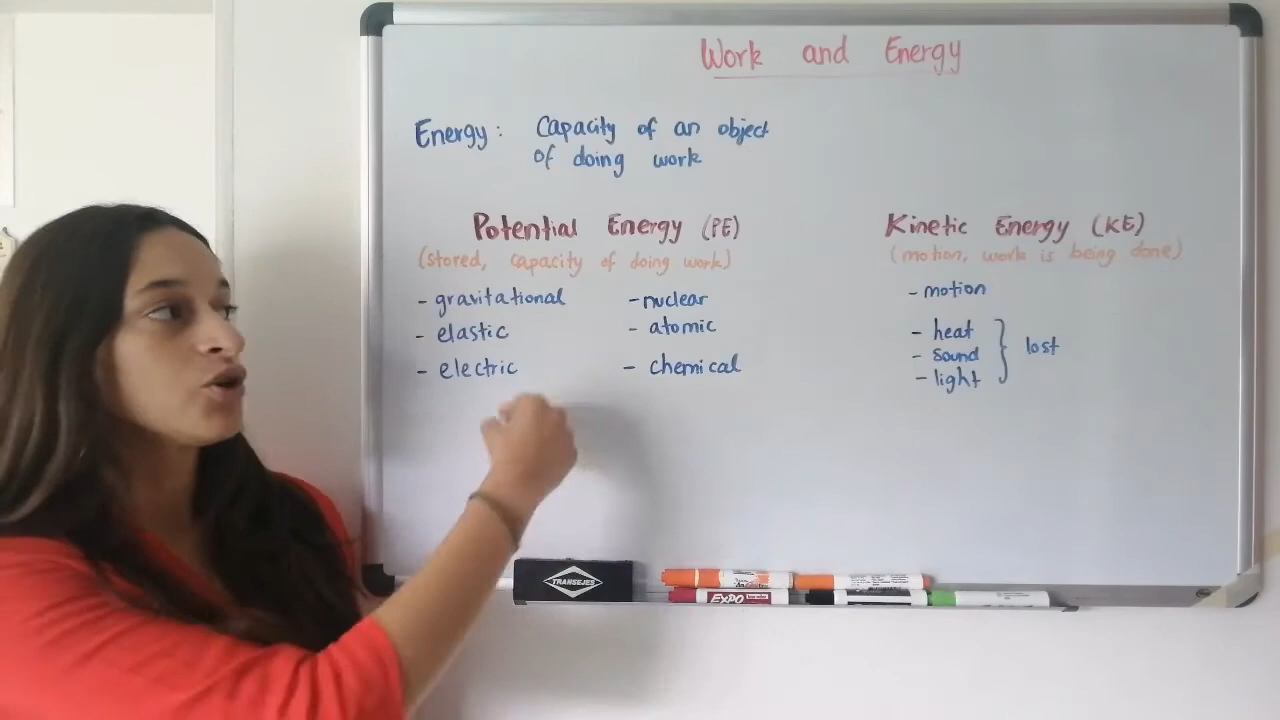 Work and Energy
Energy: Capacity of an object
of doing work
Potential Energy (PE)
(stored, capacity of doing work)
- gravitational
- elastic
- electric
- nuclear
- atomic
- chemical
Kinetic Energy (KE)
(motion, work is being done)
- motion
- heat
- sound
- light
lost
TRANSEJES
EXPO